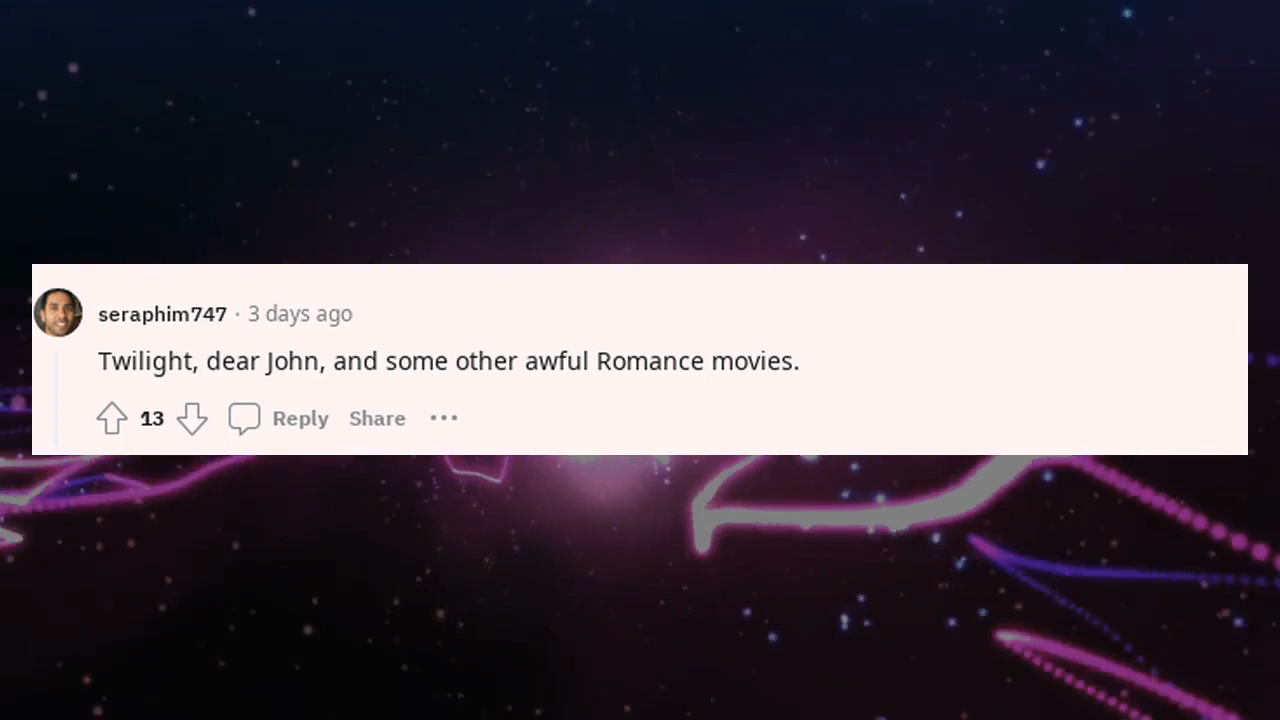 seraphim747 · 3 days ago
Twilight, dear John, and some other awful Romance movies.
13 Reply Share ···